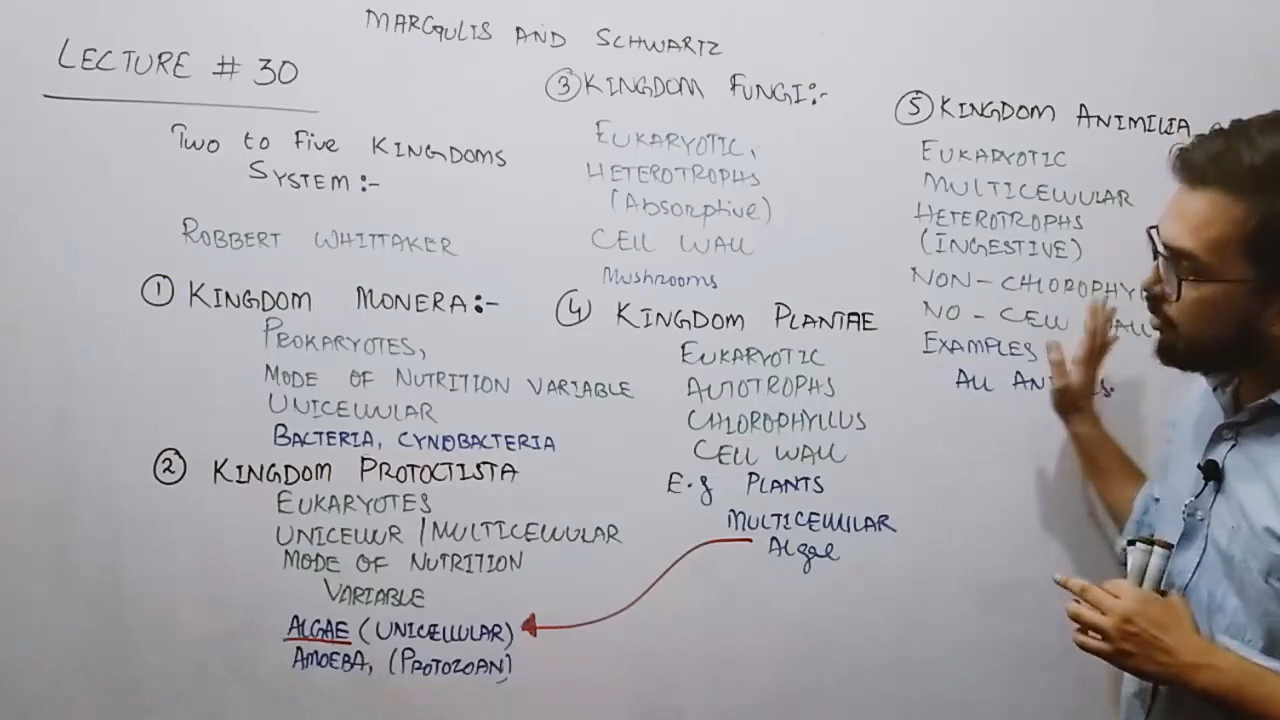 MARGQULIS AND SCHWARTZ
LECTURE # 30
Two to Five KINGDOMS
SYSTEM :-
ROBBERT WHITTAKER
① KINGDOM MONERA :-
PROKARYOTES,
MODE OF NUTRITION VARIABLE
UNICELLULAR
BACTERIA, CYNOBACTERIA
② KINGDOM PROTOCTISTA
EUKARYOTES
UNICELLUR / MULTICELLULAR
MODE OF NUTRITION
VARIABLE
ALGAE (UNICELLULAR)
AMOEBA, (PROTOZOAN)
③ KINGDOM FUNGI :-
EUKARYOTIC,
HETEROTROPHS
(Absorptive)
CELL WALL
Mushrooms
④ KINGDOM PLANTAE
EUKARYOTIC
AUTOTROPHS
CHLOROPHYLLUS
CELL WALL
E.g PLANTS
MULTICELLULAR
Algae
⑤ KINGDOM ANIMILIA
EUKARYOTIC
MULTICELLULAR
HETEROTROPHS
(INGESTIVE)
NON - CHLOROPHY
NO - CELL
EXAMPLES
ALL